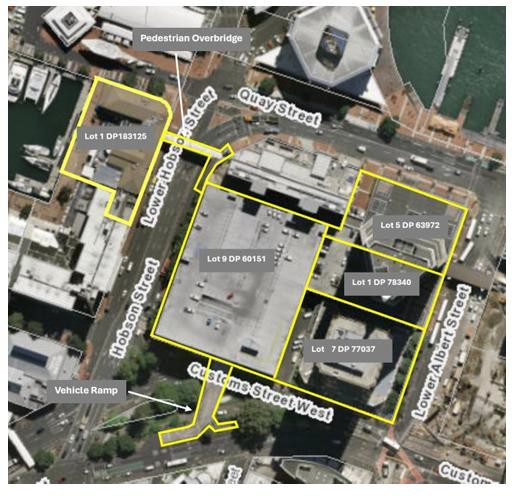 Pedestrian Overbridge
Quay Street
Lot 1 DP183125
Lower Hobson Street
Lot 5 DP 63972
Lot 9 DP 60151
Lot 1 DP 78340
Hobson Street
Lower Albert Street
Lot 7 DP 77037
Customs Street West
Vehicle Ramp
Custom